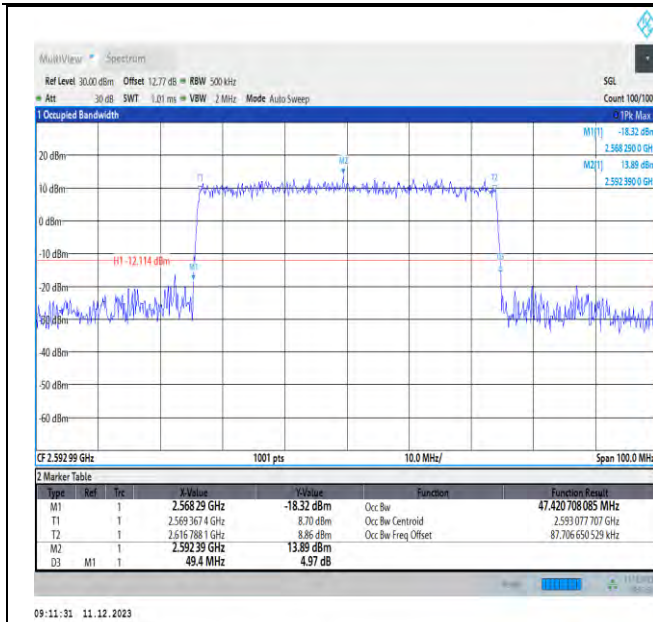 MultiView Spectrum
Ref Level 30.00 dBm Offset 12.77 dB RBW 500 kHz SGL
Att 30 dB SWT 1.01 ms VBW 2 MHz Mode Auto Sweep Count 100/100
1 Occupied Bandwidth 1Pk Max
M1[1] -18.32 dBm
2.568 290 0 GHz
20 dBm M2 M2[1] 13.89 dBm
T1 T2 2.592 390 0 GHz
10 dBm
0 dBm
-10 dBm
H1 -12.114 dBm
M1
-20 dBm
-30 dBm
-40 dBm
-50 dBm
-60 dBm
CF 2.592 99 GHz 1001 pts 10.0 MHz/ Span 100.0 MHz
2 Marker Table
Type Ref Trc X-Value Y-Value Function Function Result
M1 1 2.568 29 GHz -18.32 dBm Occ Bw 47.420 708 085 MHz
T1 1 2.569 367 4 GHz 8.70 dBm Occ Bw Centroid 2.593 077 707 GHz
T2 1 2.616 788 1 GHz 8.86 dBm Occ Bw Freq Offset 87.706 650 529 kHz
M2 1 2.592 39 GHz 13.89 dBm
D3 M1 1 49.4 MHz 4.97 dB
09:11:31 11.12.2023